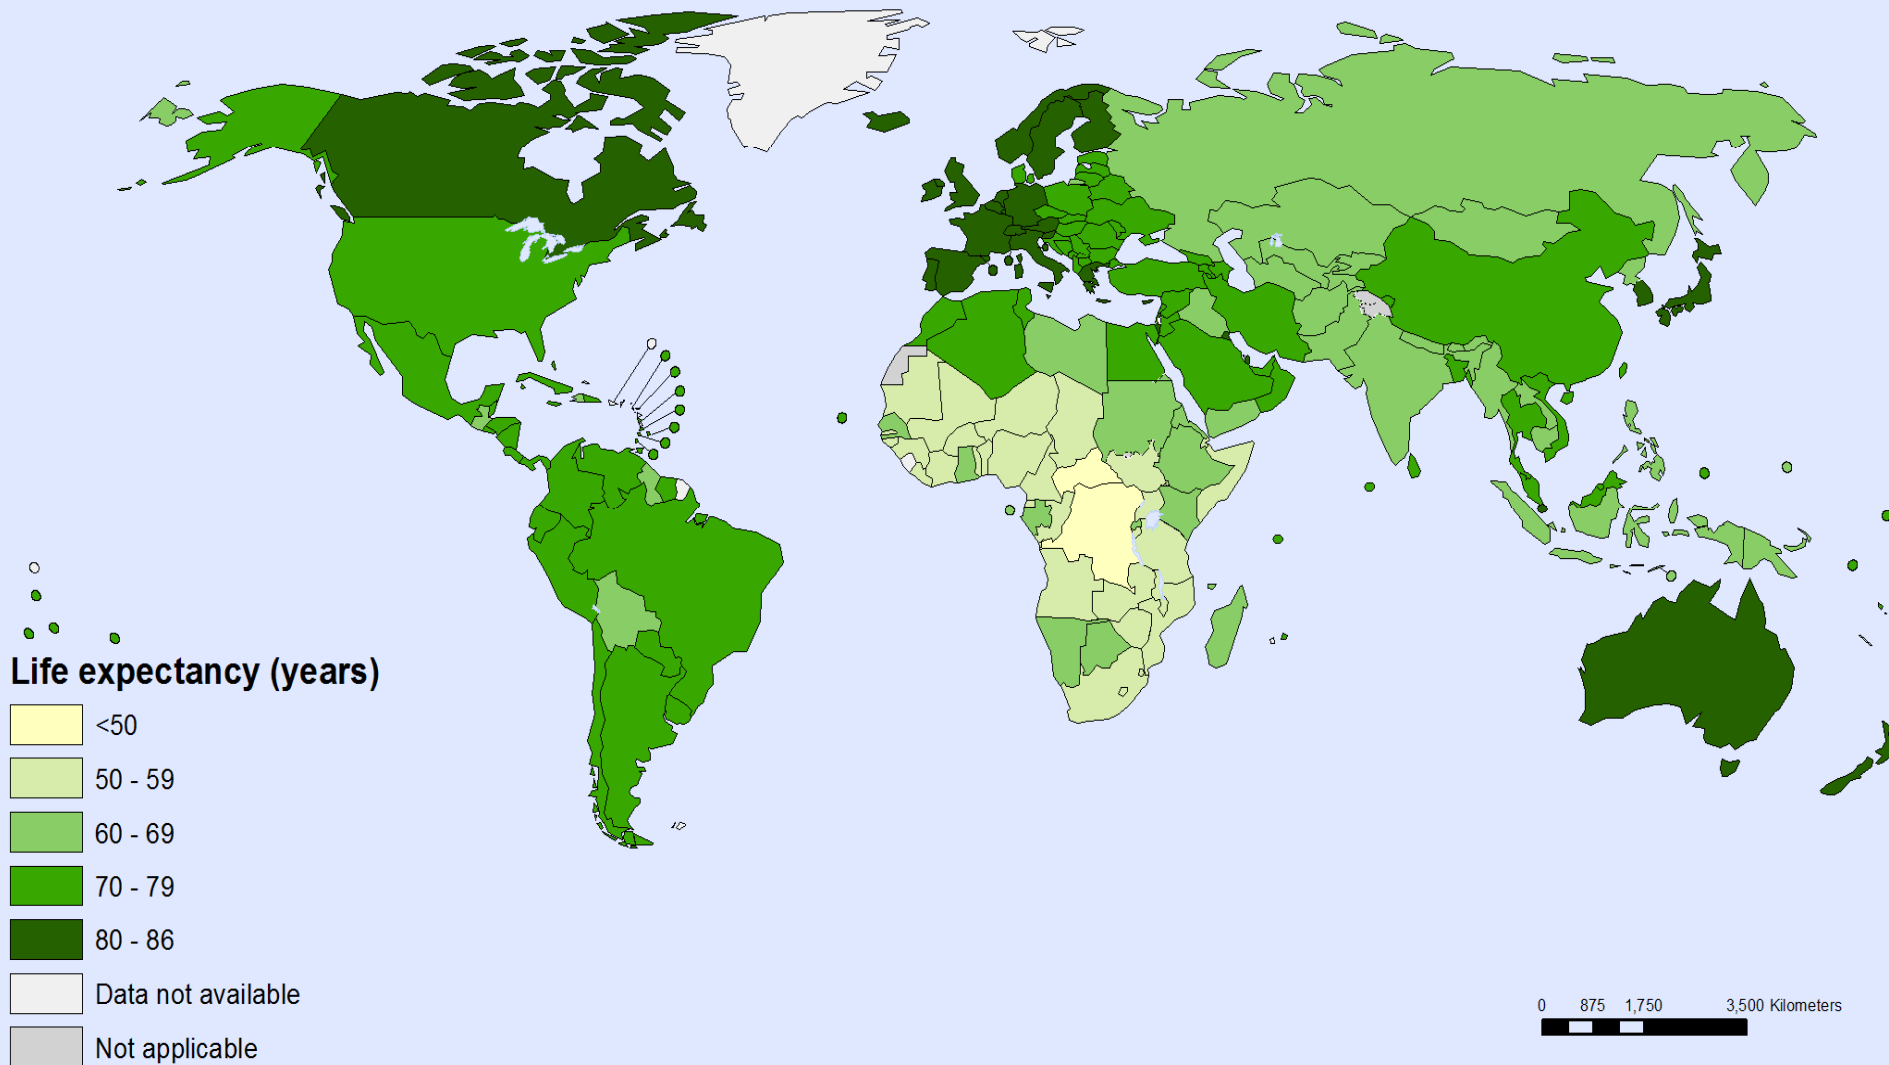 Life expectancy (years)
<50
50 - 59
60 - 69
70 - 79
80 - 86
Data not available
Not applicable
0 875 1,750 3,500 Kilometers